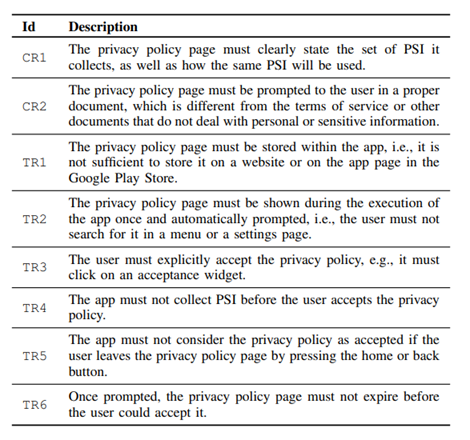 Id Description
CR1 The privacy policy page must clearly state the set of PSI it
collects, as well as how the same PSI will be used.
CR2 The privacy policy page must be prompted to the user in a proper
document, which is different from the terms of service or other
documents that do not deal with personal or sensitive information.
TR1 The privacy policy page must be stored within the app, i.e., it is
not sufficient to store it on a website or on the app page in the
Google Play Store.
TR2 The privacy policy page must be shown during the execution of
the app once and automatically prompted, i.e., the user must not
search for it in a menu or a settings page.
TR3 The user must explicitly accept the privacy policy, e.g., it must
click on an acceptance widget.
TR4 The app must not collect PSI before the user accepts the privacy
policy.
TR5 The app must not consider the privacy policy as accepted if the
user leaves the privacy policy page by pressing the home or back
button.
TR6 Once prompted, the privacy policy page must not expire before
the user could accept it.